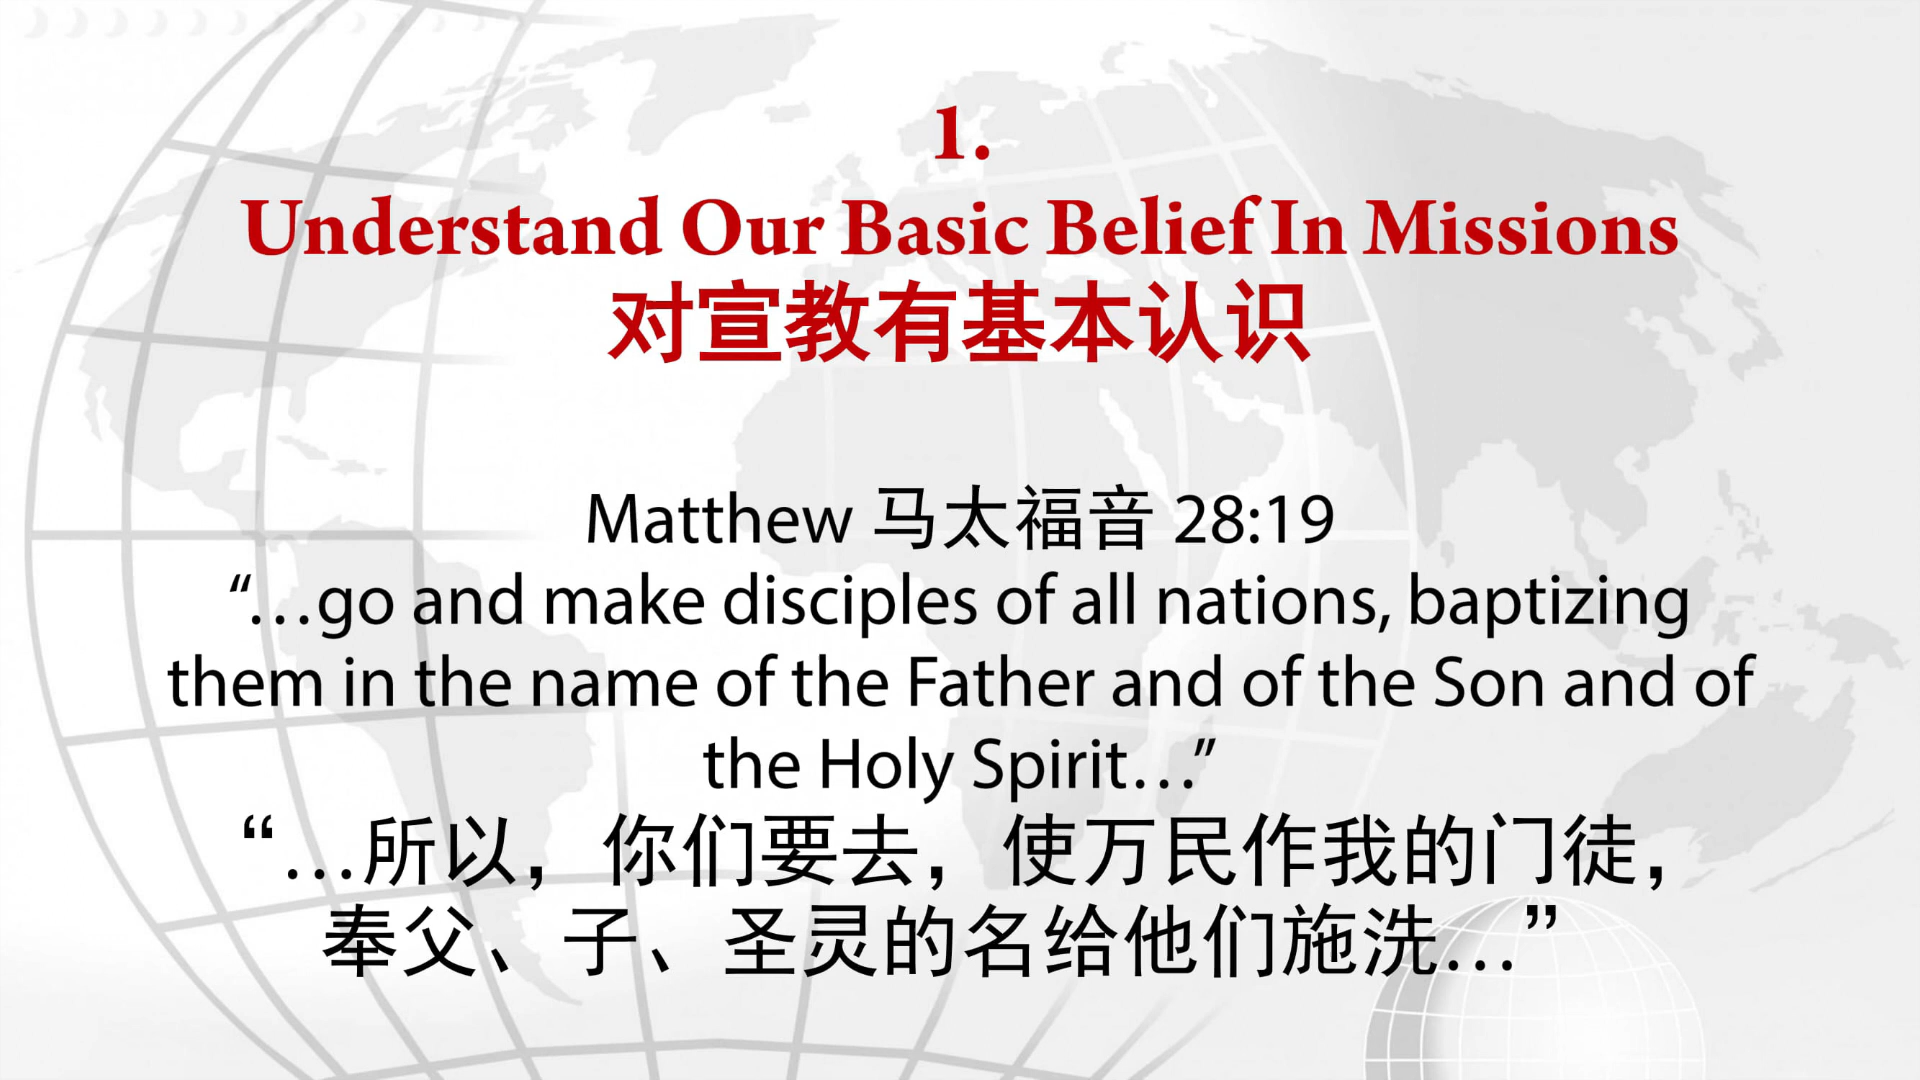 1.
Understand Our Basic Belief In Missions
对宣教有基本认识
Matthew 马太福音 28:19
“…go and make disciples of all nations, baptizing
them in the name of the Father and of the Son and of
the Holy Spirit…”
“…所以，你们要去，使万民作我的门徒，
奉父、子、圣灵的名给他们施洗…”